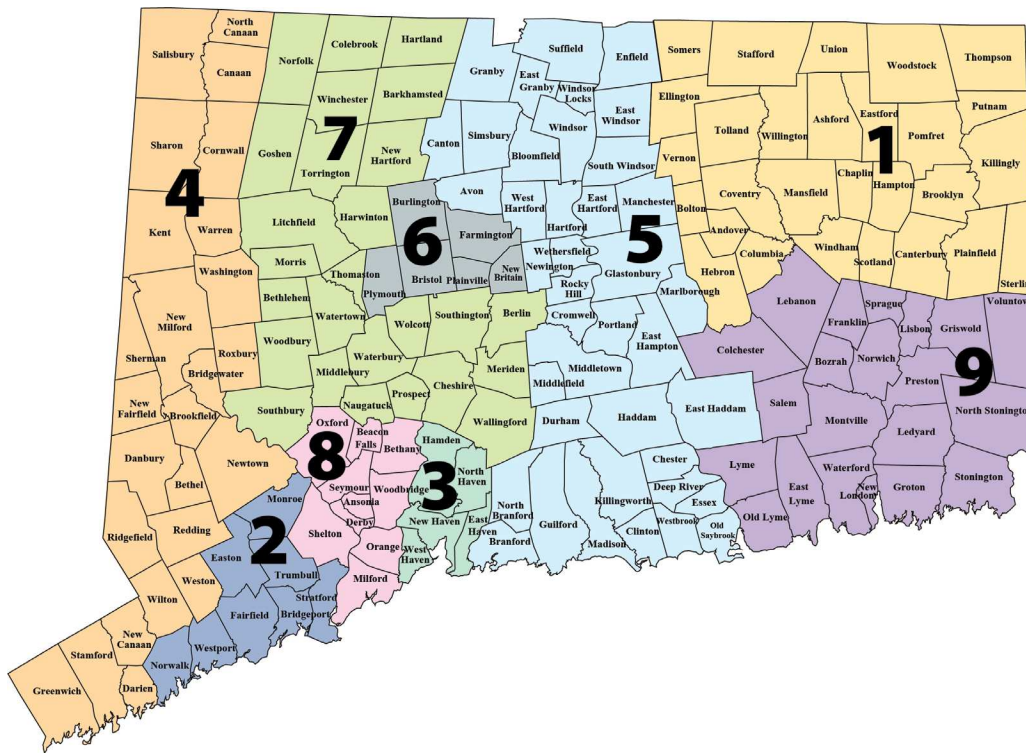 North
Canaan
Salisbury
Canaan
Norfolk
Colebrook
Hartland
Suffield
Enfield
Granby
East
Granby
Windsor
Locks
Somers
Stafford
Union
Woodstock
Thompson
Winchester
Barkhamsted
Simsbury
Canton
Windsor
East
Windsor
Ellington
Tolland
Willington
Ashford
Eastford
Pomfret
Putnam
Killingly
Sharon
Cornwall
Goshen
7
Torrington
New
Hartford
Bloomfield
South Windsor
Vernon
1
4
Kent
Warren
Litchfield
Harwinton
Burlington
Avon
West
Hartford
Hartford
East
Hartford
Manchester
Bolton
Coventry
Mansfield
Chaplin
Hampton
Brooklyn
Andover
6
Farmington
5
Wethersfield
Newington
Glastonbury
Hebron
Columbia
Windham
Scotland
Canterbury
Plainfield
Sterlin
Washington
Morris
Thomaston
Plymouth
Bristol
Plainville
New
Britain
Rocky
Hill
Marlborough
New
Milford
Bethlehem
Watertown
Wolcott
Southington
Berlin
Cromwell
Portland
East
Hampton
Lebanon
Sprague
Franklin
Lisbon
Griswold
Voluntow
Sherman
Roxbury
Bridgewater
Woodbury
Waterbury
Middlebury
Cheshire
Meriden
Middletown
Middlefield
Colchester
Bozrah
Norwich
Preston
9
New
Fairfield
Brookfield
Southbury
Naugatuck
Prospect
Wallingford
Durham
Haddam
East Haddam
Salem
Montville
Ledyard
North Stonington
Danbury
Bethel
Newtown
Oxford
Beacon
Falls
Bethany
Hamden
8
Seymour
Woodbridge
3
North
Haven
Ansonia
Derby
Chester
Deep River
Essex
Killingworth
Lyme
East
Lyme
Waterford
New
London
Groton
Stonington
Ridgefield
Redding
Monroe
2
Easton
Trumbull
Shelton
Orange
New Haven
West
Haven
East
Haven
North
Branford
Branford
Guilford
Madison
Clinton
Westbrook
Old
Saybrook
Old Lyme
Weston
Wilton
Milford
Stratford
Bridgeport
Fairfield
Westport
Norwalk
New
Canaan
Stamford
Greenwich
Darien